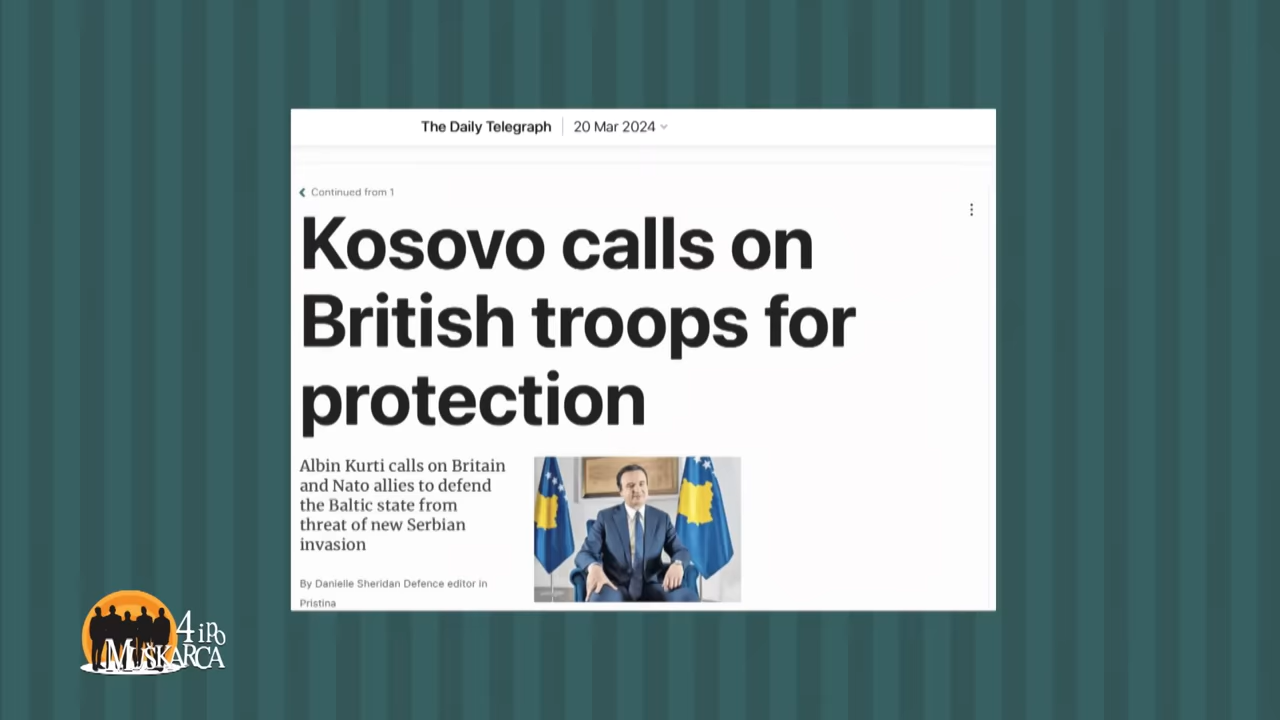 The Daily Telegraph 20 Mar 2024
Continued from 1
Kosovo calls on
British troops for
protection
Albin Kurti calls on Britain
and Nato allies to defend
the Baltic state from
threat of new Serbian
invasion
By Danielle Sheridan Defence editor in
Pristina
4 i PO
MUŠKARCA